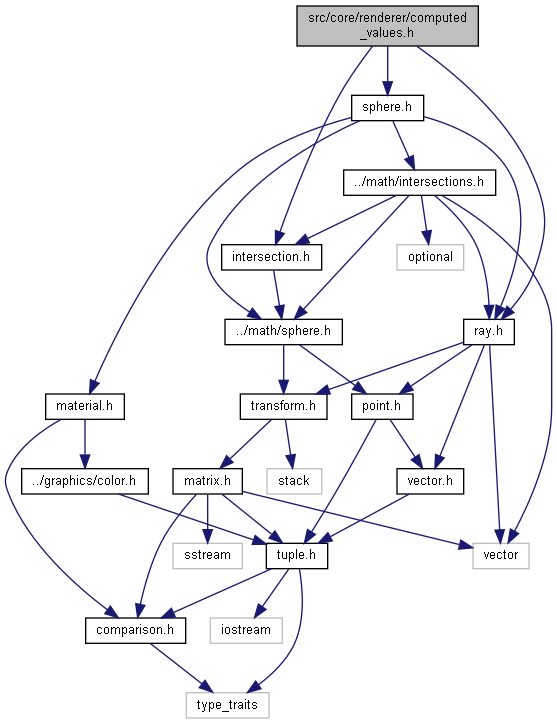 src/core/renderer/computed
_values.h
sphere.h
../math/intersections.h
intersection.h
optional
../math/sphere.h
ray.h
material.h
transform.h
point.h
../graphics/color.h
matrix.h
stack
vector.h
sstream
tuple.h
vector
comparison.h
iostream
type_traits